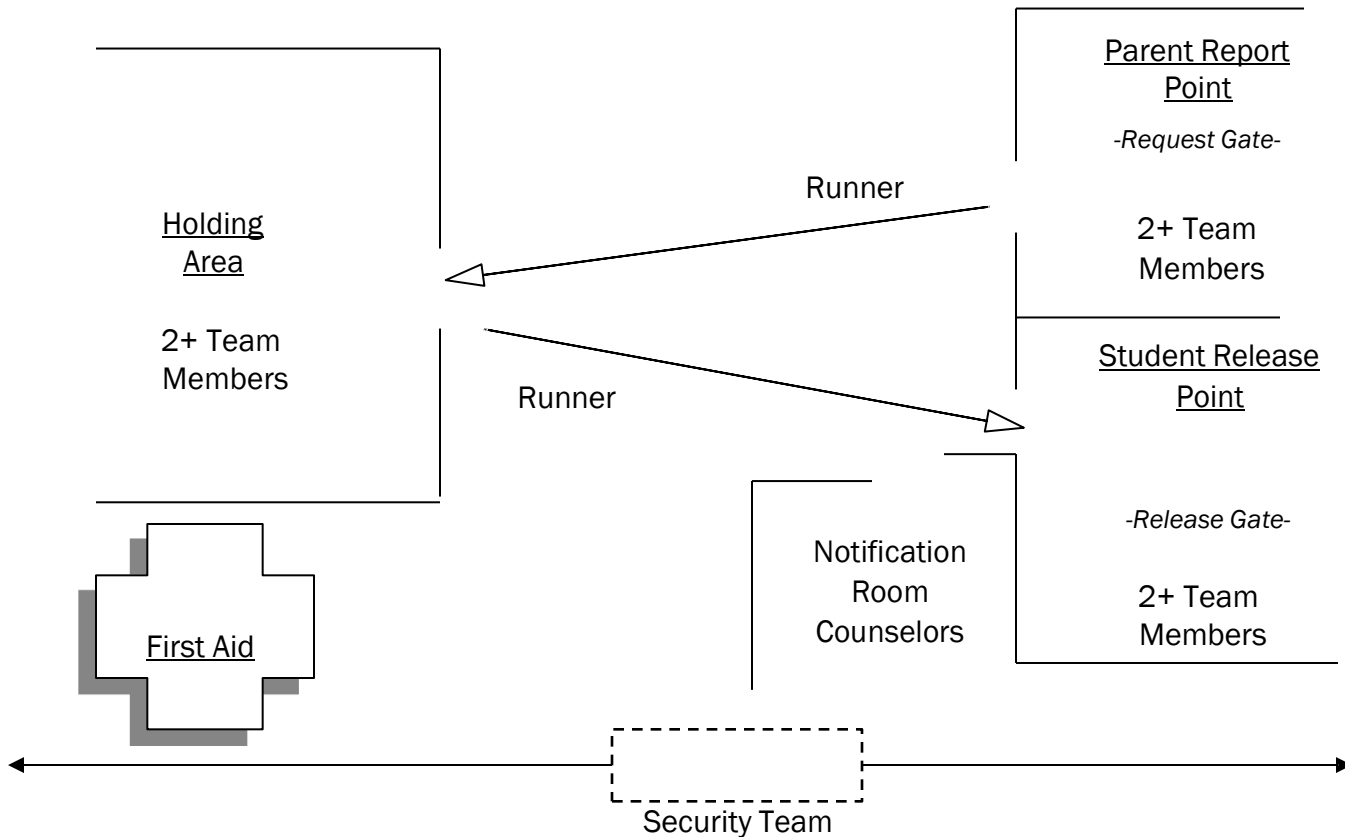 Parent Report
Point
-Request Gate-
2+ Team
Members
Runner
Holding
Area
2+ Team
Members
Runner
Student Release
Point
-Release Gate-
2+ Team
Members
Notification
Room
Counselors
First Aid
Security Team